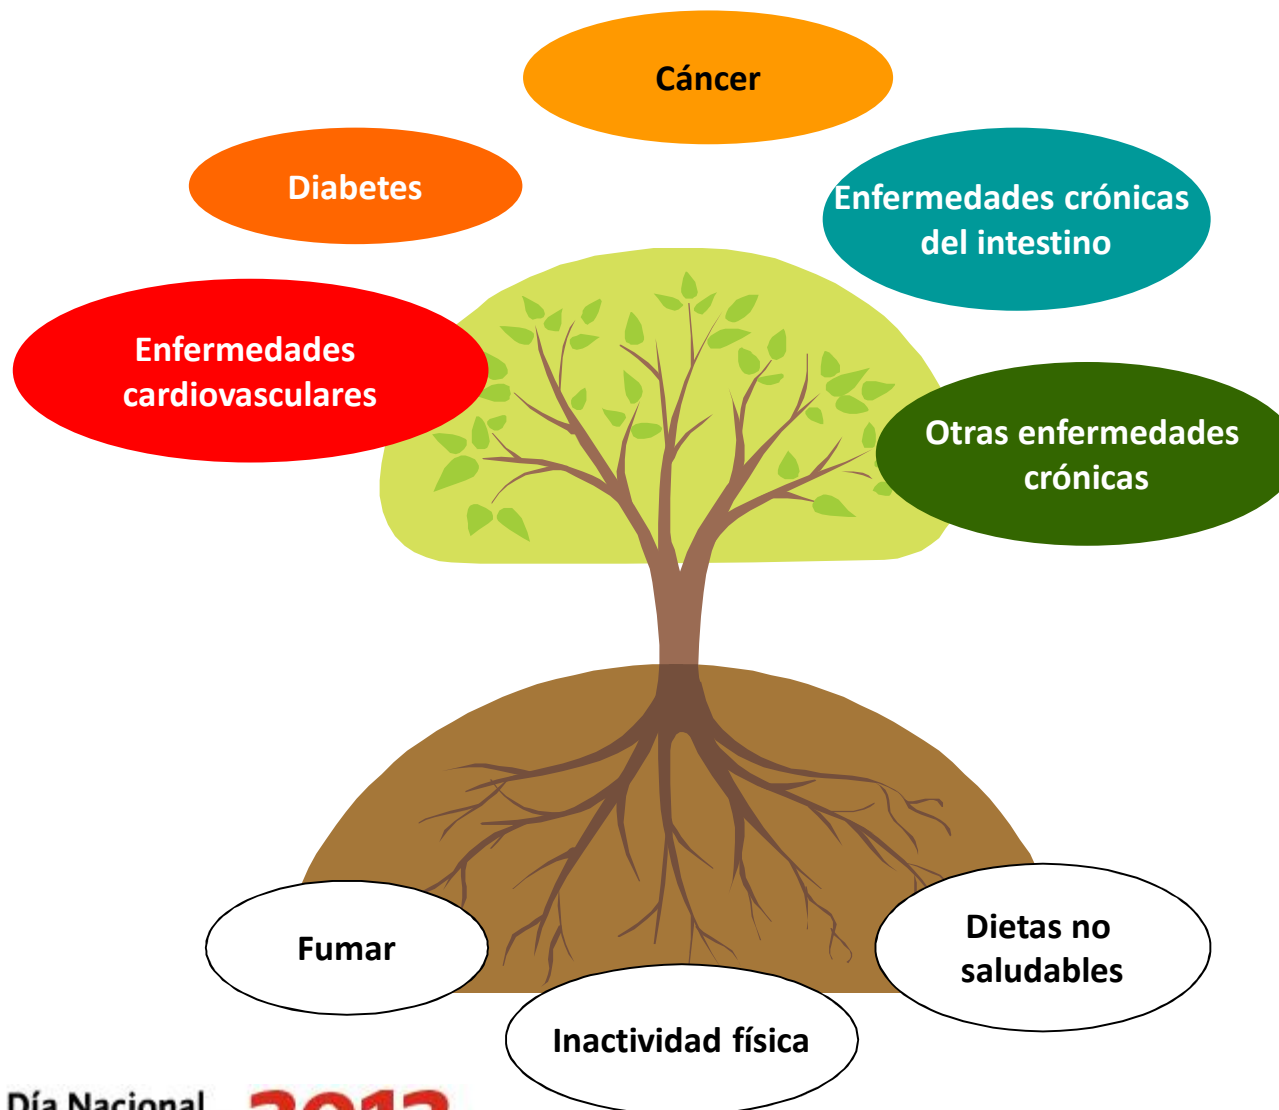 Cáncer
Diabetes
Enfermedades crónicas
del intestino
Enfermedades
cardiovasculares
Otras enfermedades
crónicas
Fumar
Dietas no
saludables
Inactividad física
Día Nacional
2013